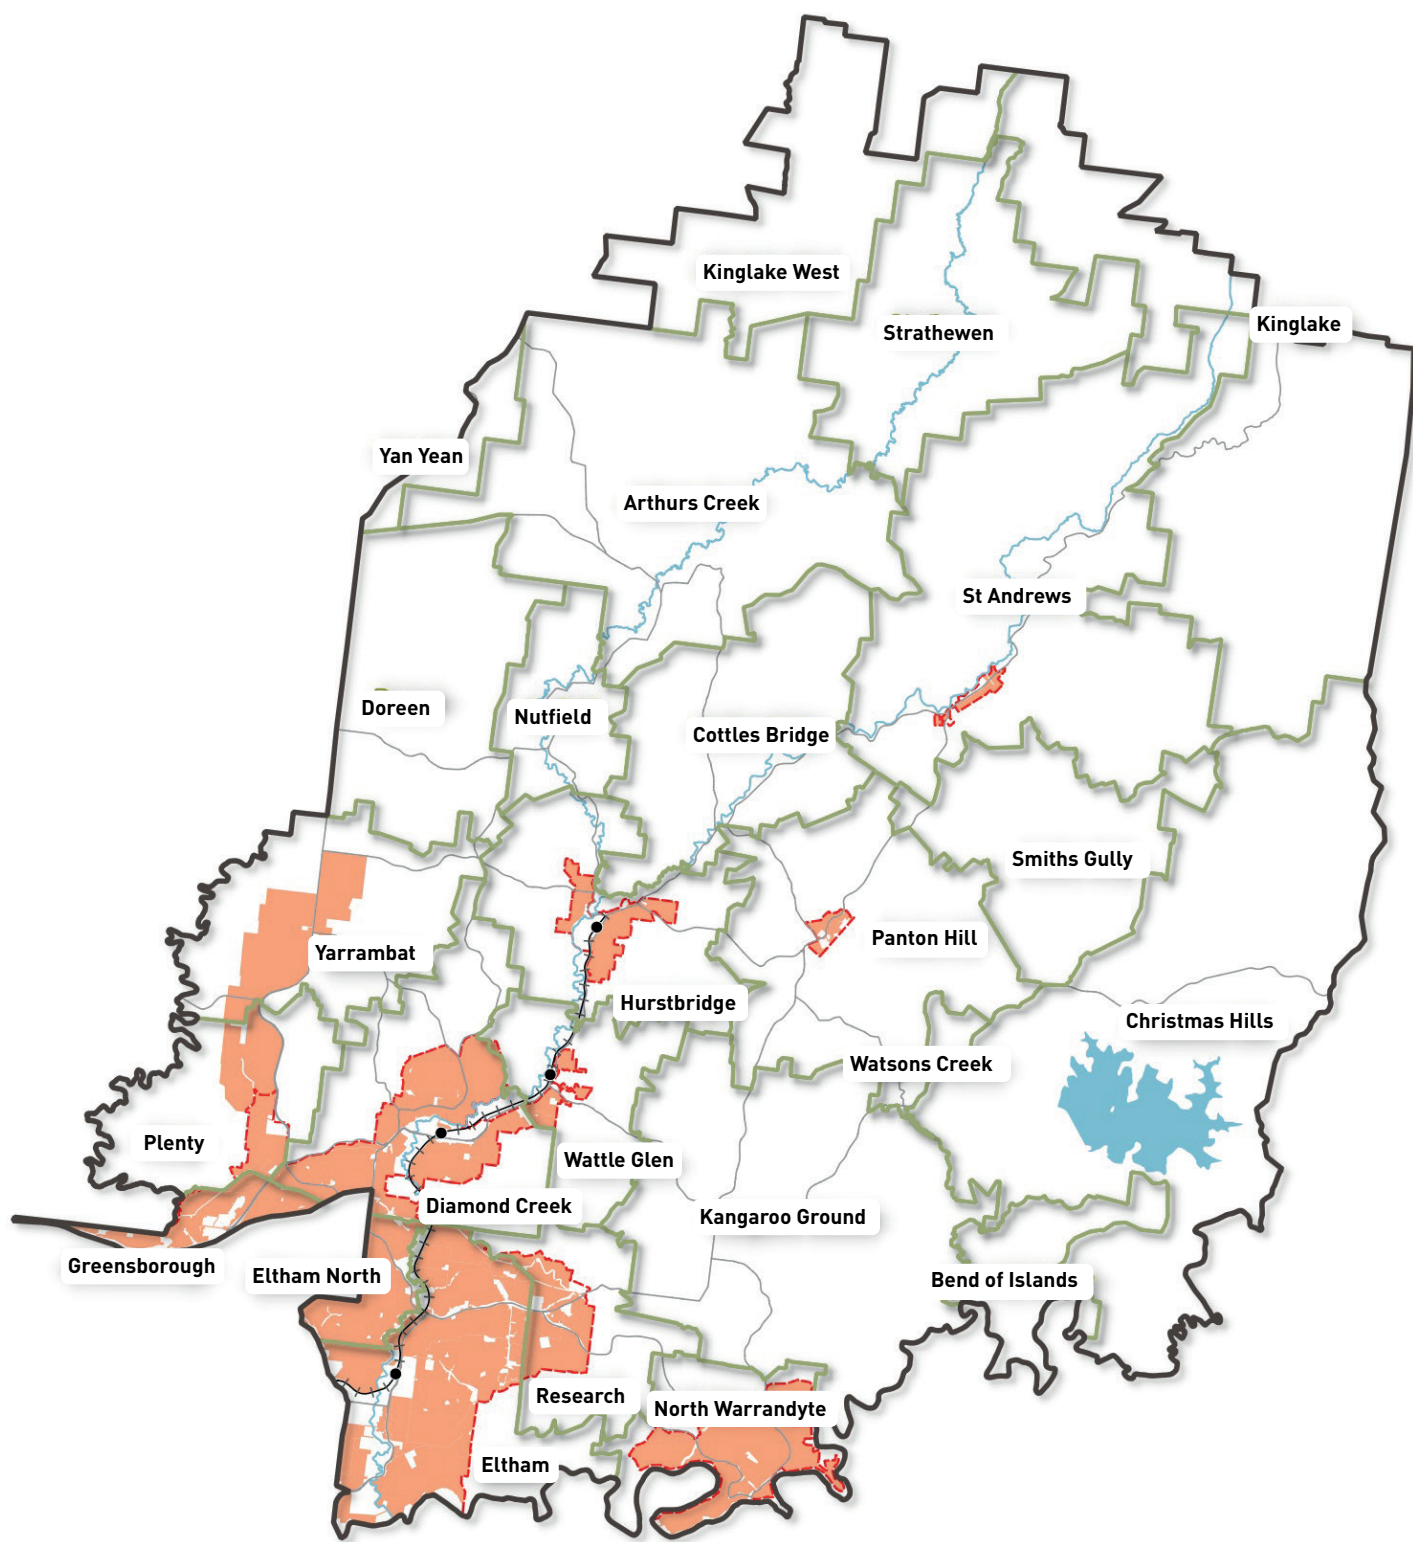 Kinglake West
Kinglake
Strathewen
Yan Yean
Arthurs Creek
St Andrews
Doreen
Nutfield
Cottles Bridge
Smiths Gully
Panton Hill
Yarrambat
Hurstbridge
Christmas Hills
Watsons Creek
Plenty
Wattle Glen
Diamond Creek
Kangaroo Ground
Greensborough
Eltham North
Bend of Islands
Research
North Warrandyte
Eltham